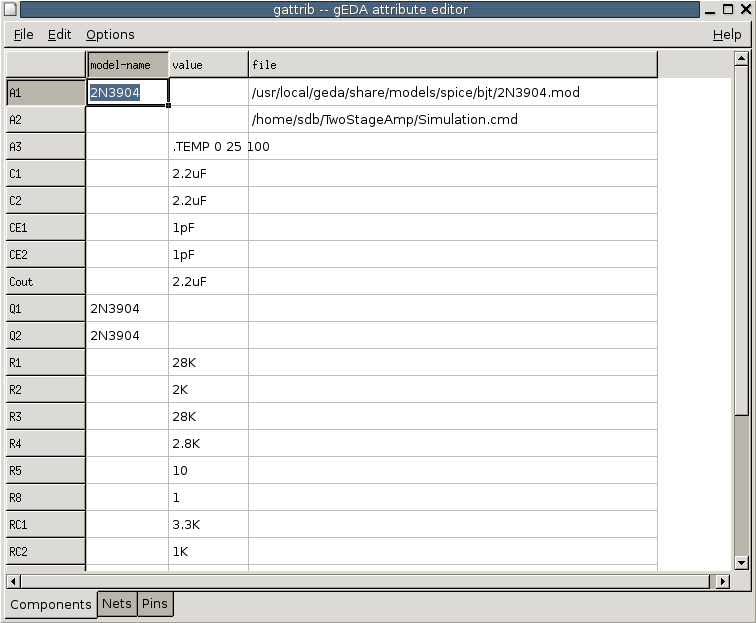 gattrib -- gEDA attribute editor
File Edit Options Help
model-name value file
A1 2N3904 /usr/local/geda/share/models/spice/bjt/2N3904.mod
A2 /home/sdb/TwoStageAmp/Simulation.cmd
A3 .TEMP 0 25 100
C1 2.2uF
C2 2.2uF
CE1 1pF
CE2 1pF
Cout 2.2uF
Q1 2N3904
Q2 2N3904
R1 28K
R2 2K
R3 28K
R4 2.8K
R5 10
R8 1
RC1 3.3K
RC2 1K
Components Nets Pins